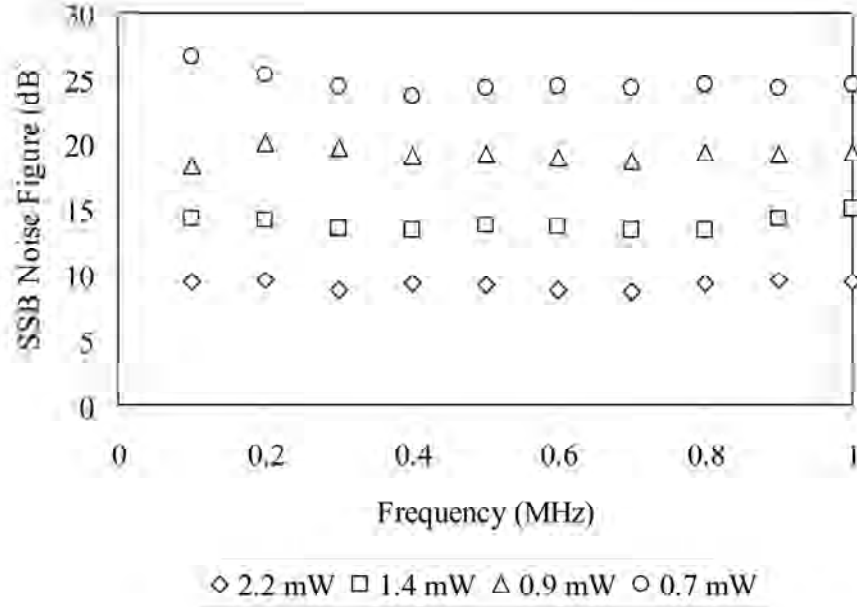 30
25
20
15
10
5
0
SSB Noise Figure (dB
0 0.2 0.4 0.6 0.8 1
Frequency (MHz)
◇ 2.2 mW □ 1.4 mW △ 0.9 mW ○ 0.7 mW